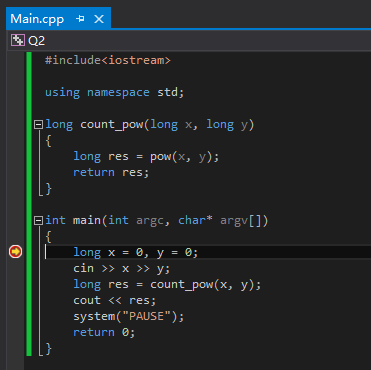 Main.cpp
Q2
#include<iostream>
using namespace std;
long count_pow(long x, long y)
{
long res = pow(x, y);
return res;
}
int main(int argc, char* argv[])
{
long x = 0, y = 0;
cin >> x >> y;
long res = count_pow(x, y);
cout << res;
system("PAUSE");
return 0;
}